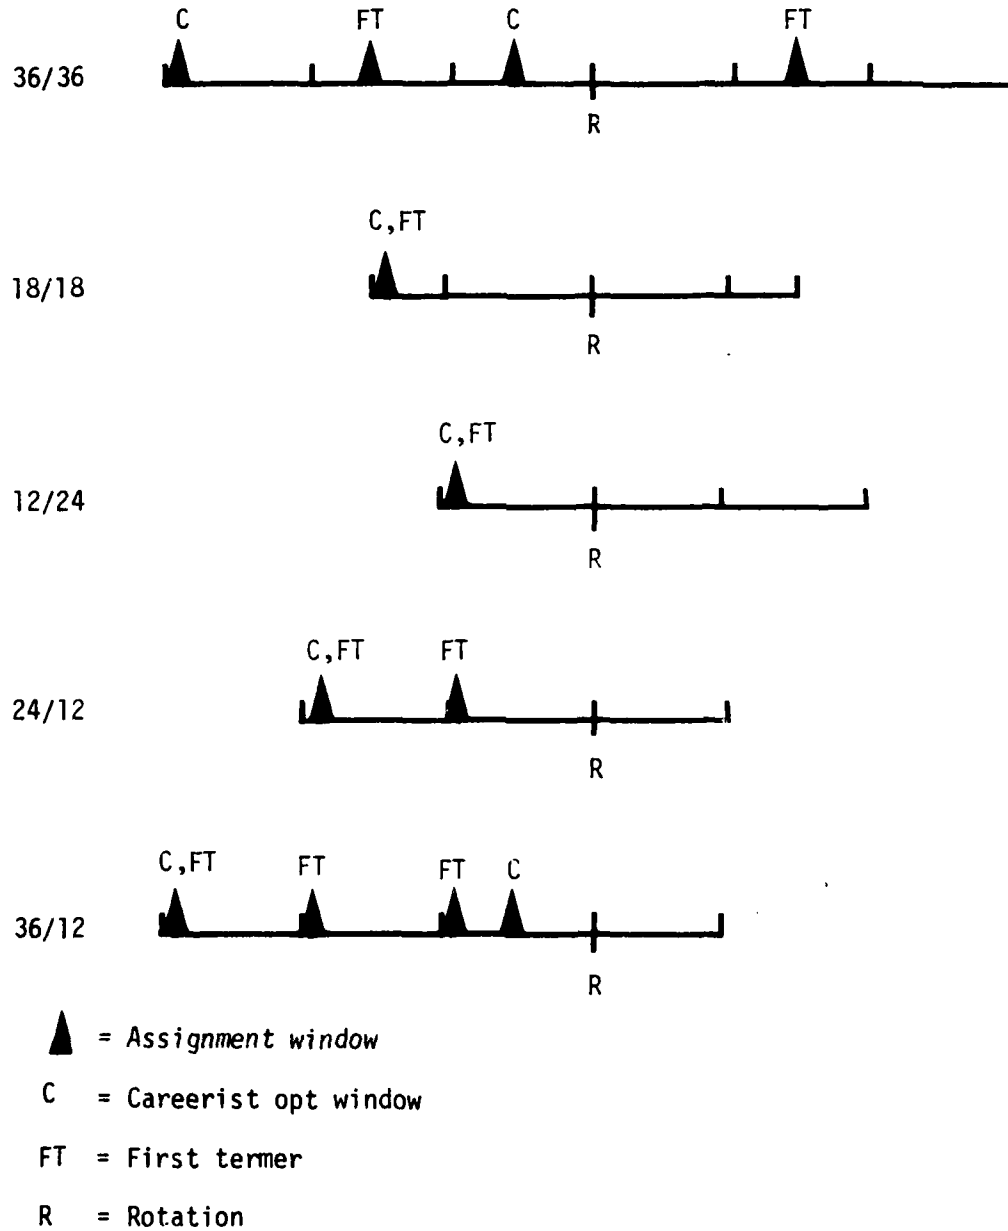 C FT C FT
36/36
R
C,FT
18/18
R
C,FT
12/24
R
C,FT FT
24/12
R
C,FT FT FT C
36/12
R
= Assignment window
C = Careerist opt window
FT = First termer
R = Rotation